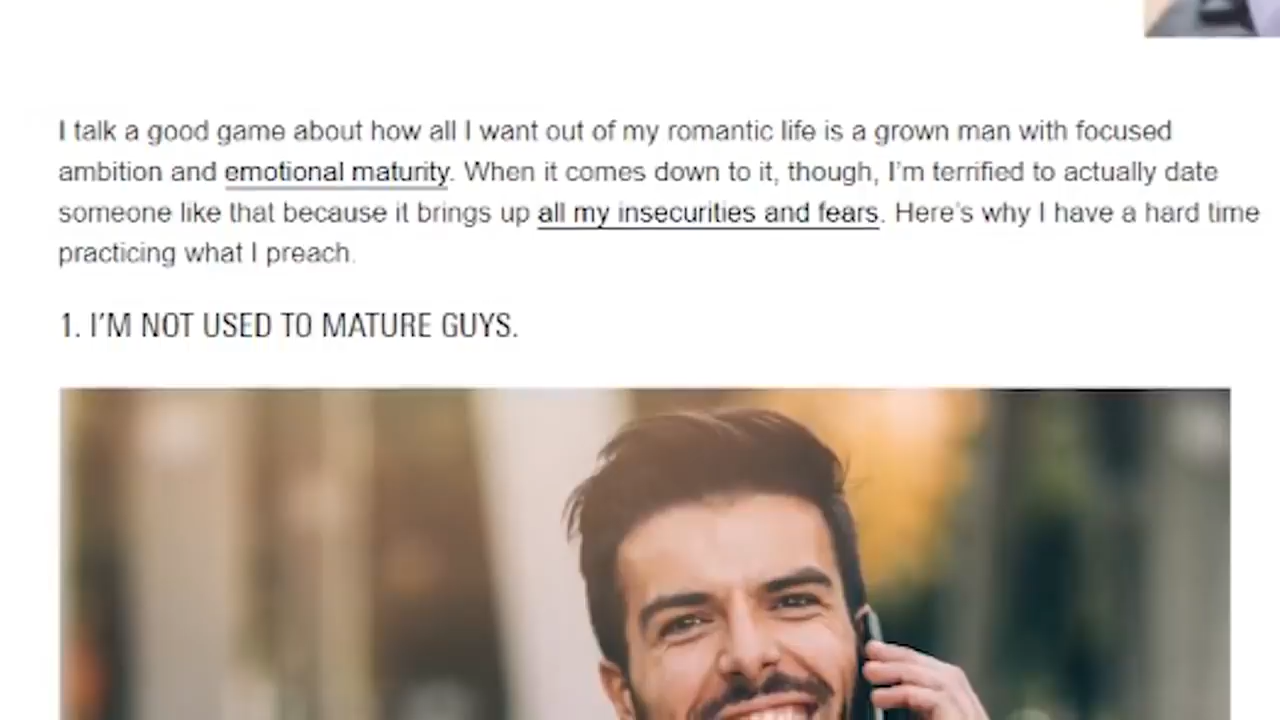 I talk a good game about how all I want out of my romantic life is a grown man with focused
ambition and emotional maturity. When it comes down to it, though, I'm terrified to actually date
someone like that because it brings up all my insecurities and fears. Here's why I have a hard time
practicing what I preach.
1. I'M NOT USED TO MATURE GUYS.